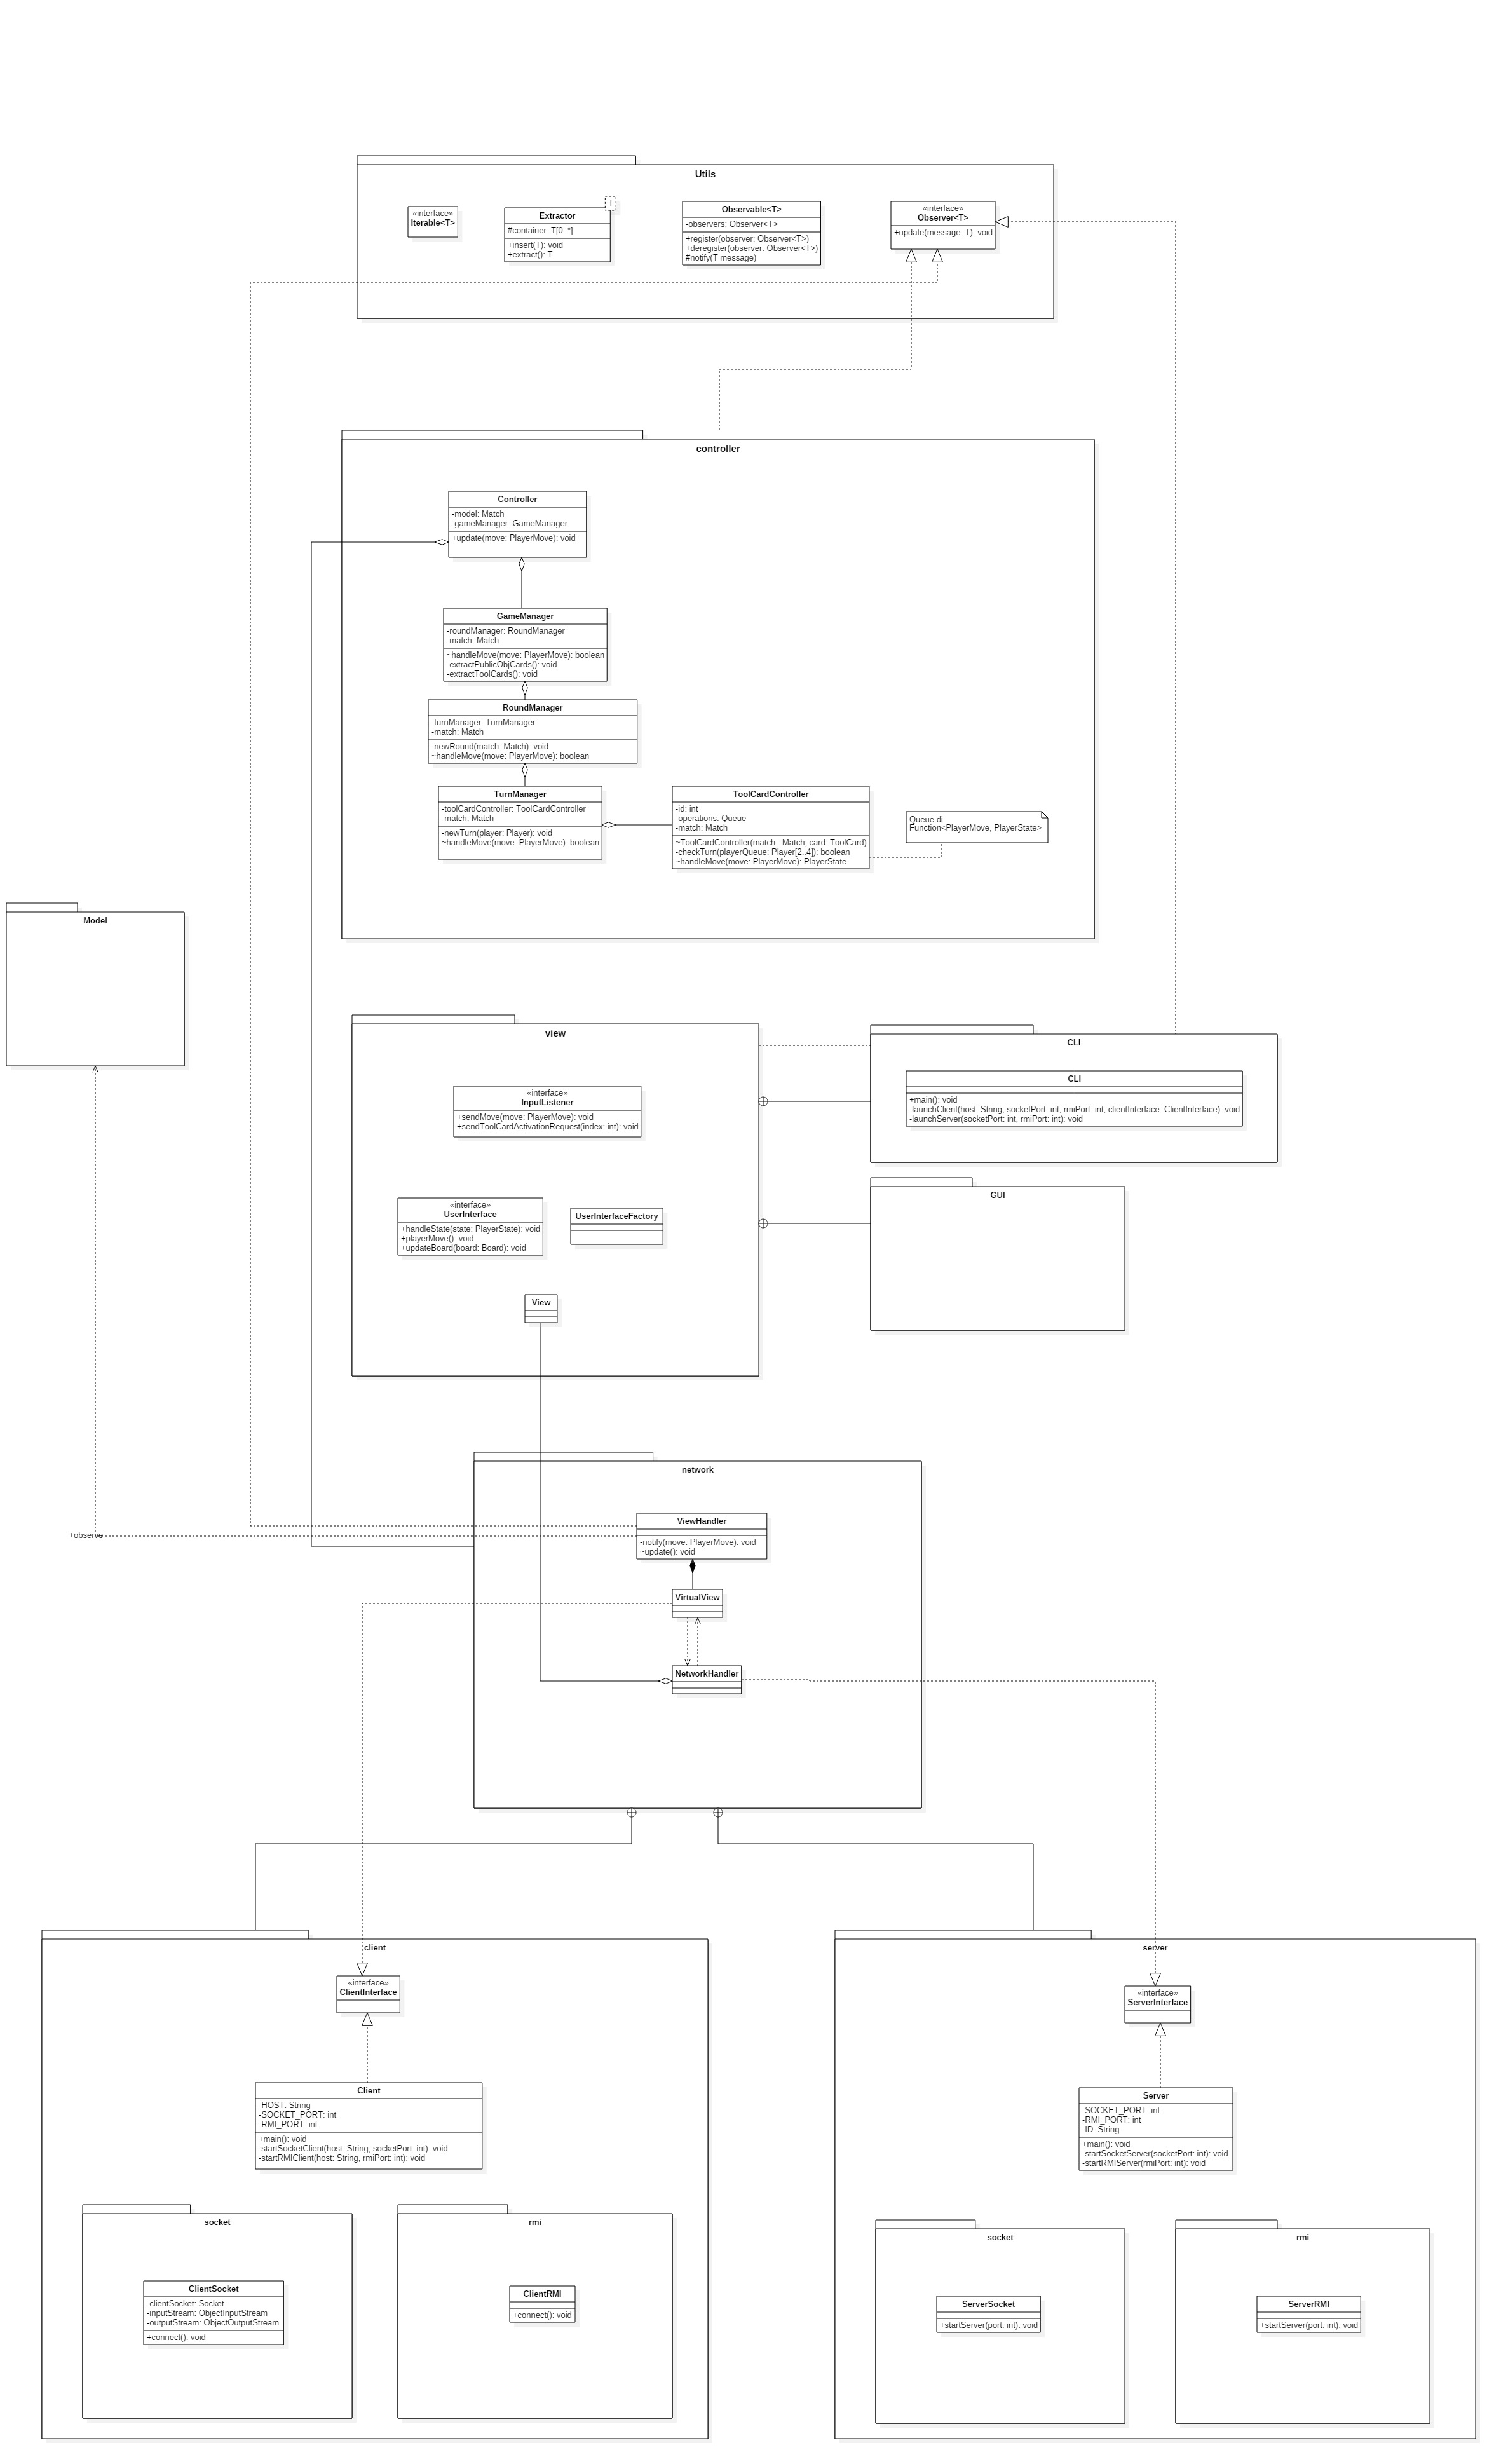 Utils
«interface»
Iterable<T>
T
Extractor
#container: T[0..*]
+insert(T): void
+extract(): T
Observable<T>
-observers: Observer<T>
+register(observer: Observer<T>)
+deregister(observer: Observer<T>)
#notify(T message)
«interface»
Observer<T>
+update(message: T): void
controller
Controller
-model: Match
-gameManager: GameManager
+update(move: PlayerMove): void
GameManager
-roundManager: RoundManager
-match: Match
~handleMove(move: PlayerMove): boolean
-extractPublicObjCards(): void
-extractToolCards(): void
RoundManager
-turnManager: TurnManager
-match: Match
-newRound(match: Match): void
~handleMove(move: PlayerMove): boolean
TurnManager
-toolCardController: ToolCardController
-match: Match
-newTurn(player: Player): void
~handleMove(move: PlayerMove): boolean
ToolCardController
-id: int
-operations: Queue
-match: Match
~ToolCardController(match : Match, card: ToolCard)
-checkTurn(playerQueue: Player[2..4]): boolean
~handleMove(move: PlayerMove): PlayerState
Queue di
Function<PlayerMove, PlayerState>
Model
view
«interface»
InputListener
+sendMove(move: PlayerMove): void
+sendToolCardActivationRequest(index: int): void
«interface»
UserInterface
+handleState(state: PlayerState): void
+playerMove(): void
+updateBoard(board: Board): void
UserInterfaceFactory
View
CLI
CLI
+main(): void
-launchClient(host: String, socketPort: int, rmiPort: int, clientInterface: ClientInterface): void
-launchServer(socketPort: int, rmiPort: int): void
GUI
network
ViewHandler
-notify(move: PlayerMove): void
~update(): void
+observe
VirtualView
NetworkHandler
client
«interface»
ClientInterface
Client
-HOST: String
-SOCKET_PORT: int
-RMI_PORT: int
+main(): void
-startSocketClient(host: String, socketPort: int): void
-startRMIClient(host: String, rmiPort: int): void
socket
ClientSocket
-clientSocket: Socket
-inputStream: ObjectInputStream
-outputStream: ObjectOutputStream
+connect(): void
rmi
ClientRMI
+connect(): void
server
«interface»
ServerInterface
Server
-SOCKET_PORT: int
-RMI_PORT: int
-ID: String
+main(): void
-startSocketServer(socketPort: int): void
-startRMIServer(rmiPort: int): void
socket
ServerSocket
+startServer(port: int): void
rmi
ServerRMI
+startServer(port: int): void